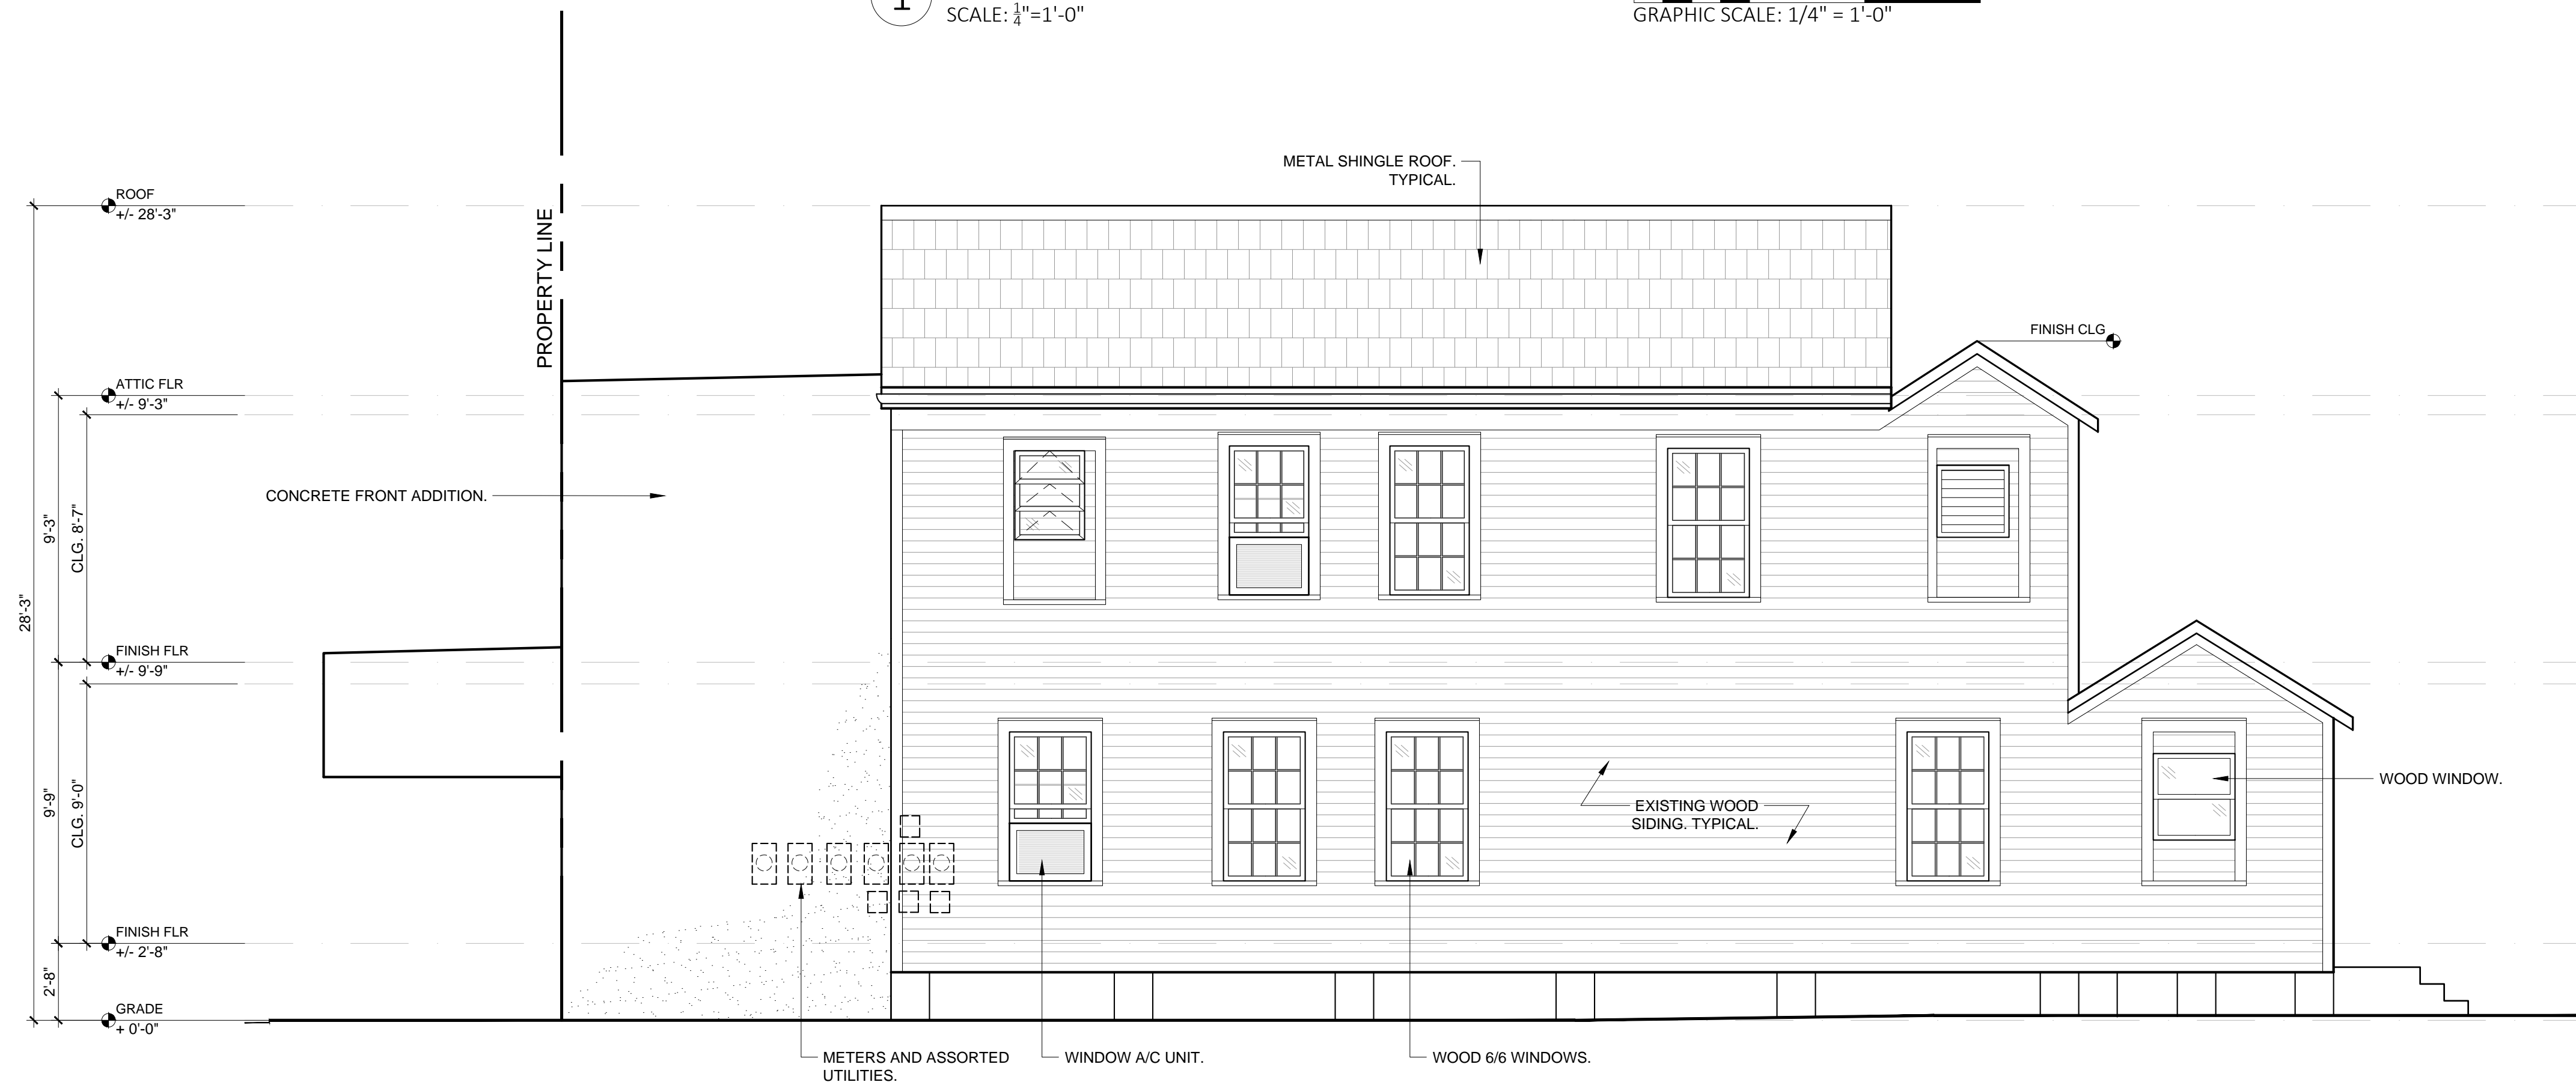 1
SCALE: 1/4"=1'-0"
GRAPHIC SCALE: 1/4" = 1'-0"
METAL SHINGLE ROOF.
TYPICAL.
ROOF
+/- 28'-3"
PROPERTY LINE
FINISH CLG
ATTIC FLR
+/- 9'-3"
CONCRETE FRONT ADDITION.
9'-3"
CLG. 8'-7"
28'-3"
FINISH FLR
+/- 9'-9"
WOOD WINDOW.
EXISTING WOOD
SIDING. TYPICAL.
9'-9"
CLG. 9'-0"
FINISH FLR
+/- 2'-8"
2'-8"
GRADE
+ 0'-0"
METERS AND ASSORTED
UTILITIES.
WINDOW A/C UNIT.
WOOD 6/6 WINDOWS.